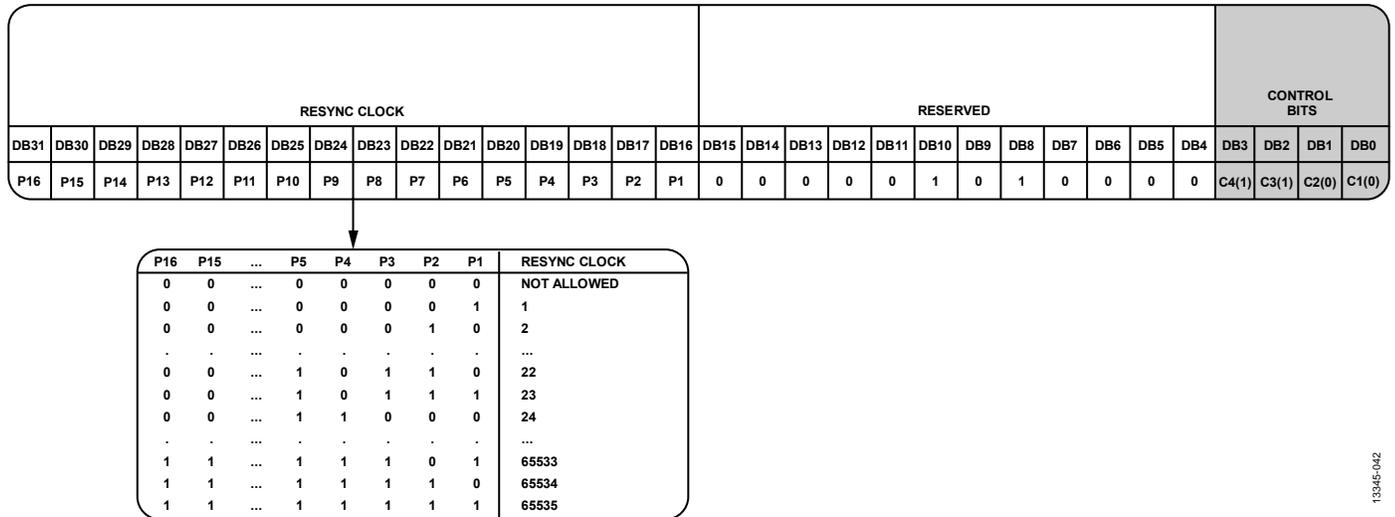 RESYNC CLOCK RESERVED CONTROL BITS
DB31 DB30 DB29 DB28 DB27 DB26 DB25 DB24 DB23 DB22 DB21 DB20 DB19 DB18 DB17 DB16 DB15 DB14 DB13 DB12 DB11 DB10 DB9 DB8 DB7 DB6 DB5 DB4 DB3 DB2 DB1 DB0
P16 P15 P14 P13 P12 P11 P10 P9 P8 P7 P6 P5 P4 P3 P2 P1 0 0 0 0 0 1 0 1 0 0 0 0 C4(1) C3(1) C2(0) C1(0)
P16 P15 ... P5 P4 P3 P2 P1 RESYNC CLOCK
0 0 ... 0 0 0 0 0 NOT ALLOWED
0 0 ... 0 0 0 0 1 1
0 0 ... 0 0 0 1 0 2
. . ... . . . . . ...
0 0 ... 1 0 1 1 0 22
0 0 ... 1 0 1 1 1 23
0 0 ... 1 1 0 0 0 24
. . ... . . . . . ...
1 1 ... 1 1 1 0 1 65533
1 1 ... 1 1 1 1 0 65534
1 1 ... 1 1 1 1 1 65535
13345-042